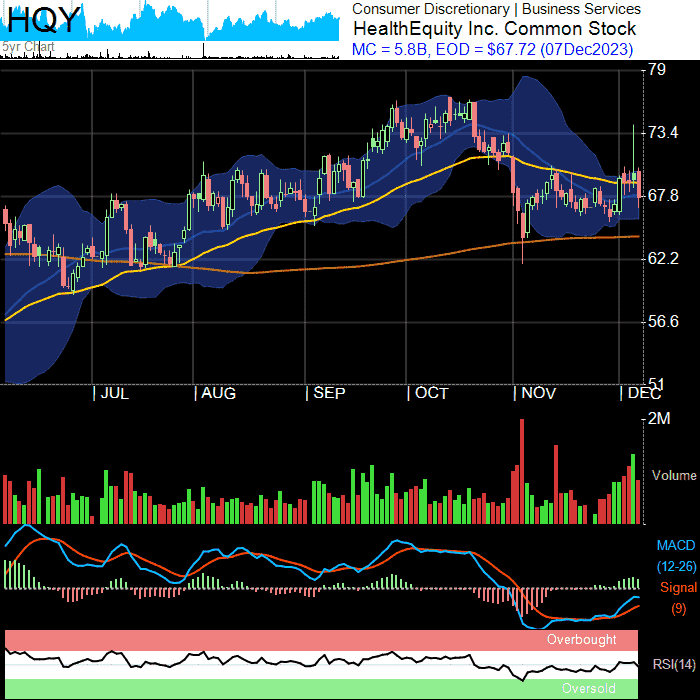 HQY
5yr Chart
Consumer Discretionary | Business Services
HealthEquity Inc. Common Stock
MC = 5.8B, EOD = $67.72 (07Dec2023)
79
73.4
67.8
62.2
56.6
51
JUL
AUG
SEP
OCT
NOV
DEC
2M
Volume
MACD
(12-26)
Signal
(9)
Overbought
RSI(14)
Oversold